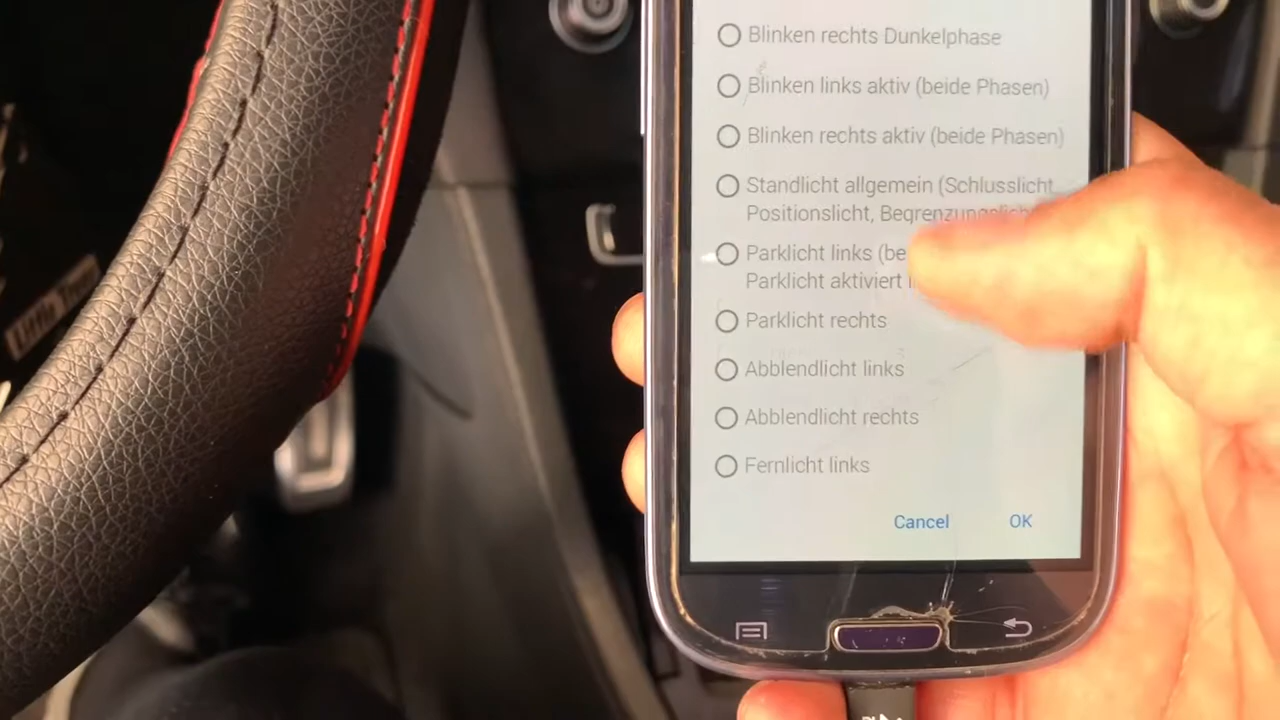 Blinken rechts Dunkelphase
Blinken links aktiv (beide Phasen)
Blinken rechts aktiv (beide Phasen)
Standlicht allgemein (Schlusslicht
Positionslicht, Begrenzungslicht
Parklicht links (be
Parklicht aktiviert
Parklicht rechts
Abblendlicht links
Abblendlicht rechts
Fernlicht links
Cancel OK
Little